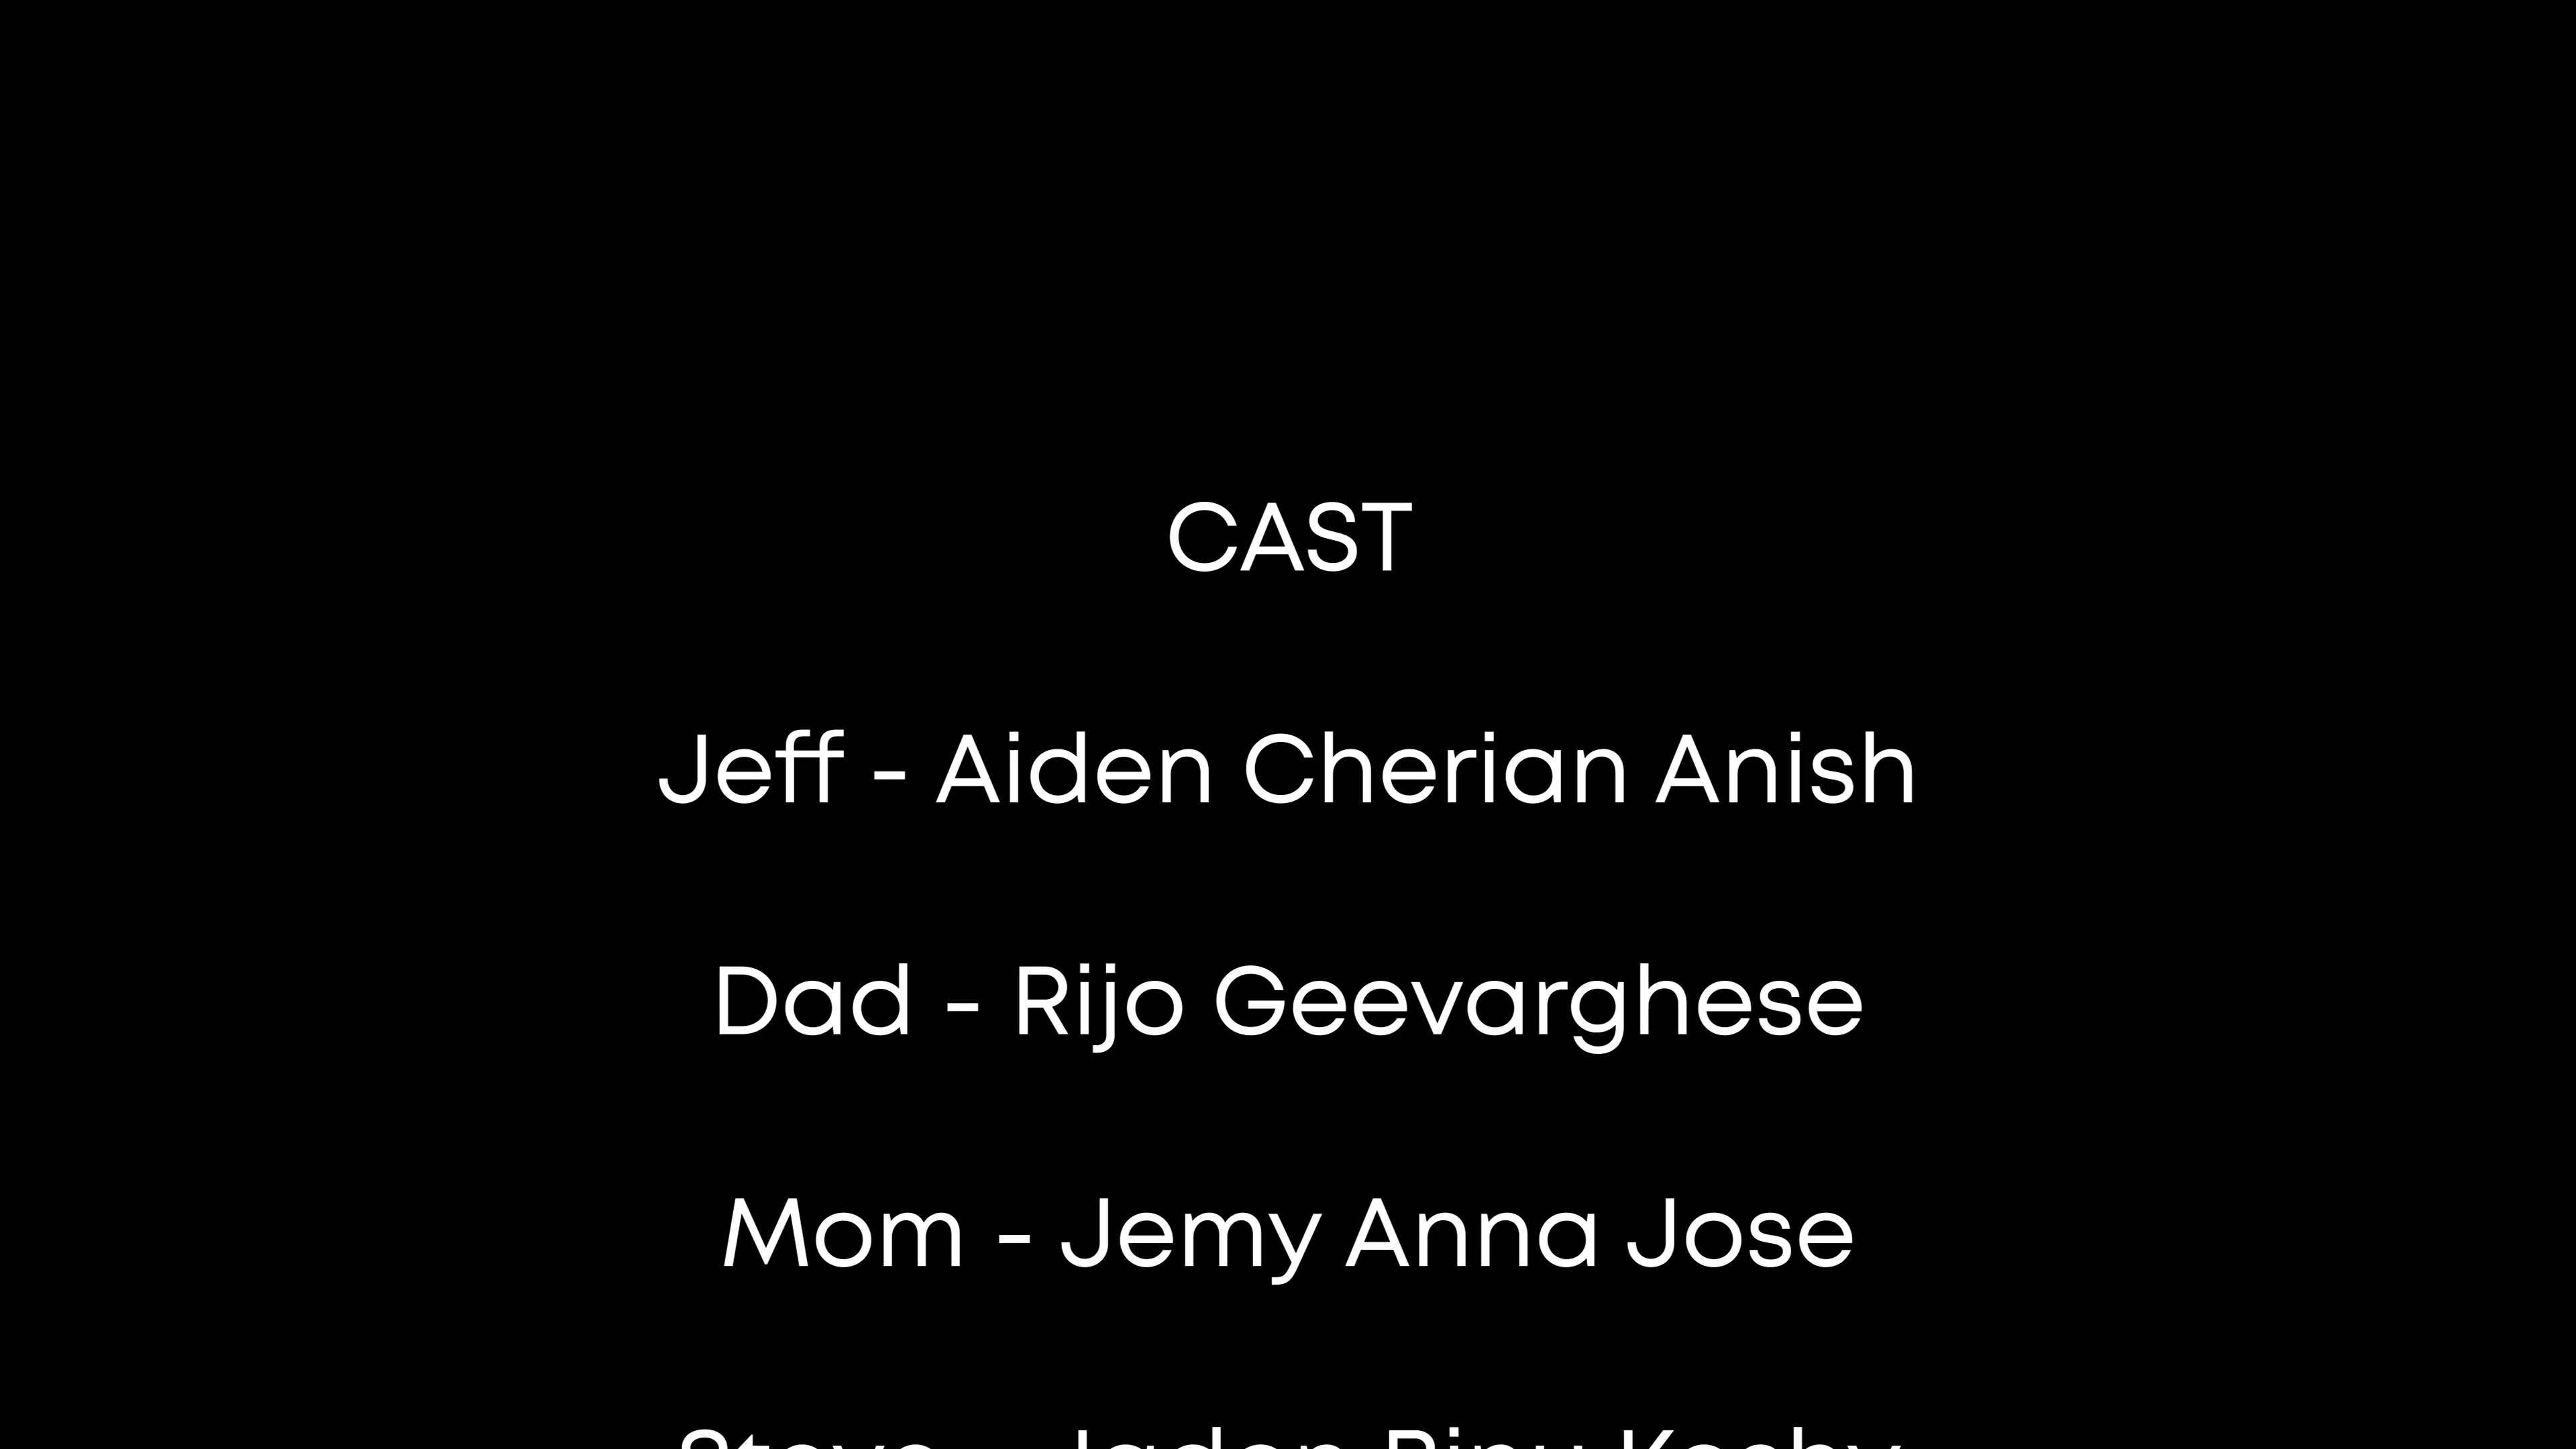 CAST
Jeff - Aiden Cherian Anish
Dad - Rijo Geevarghese
Mom - Jemy Anna Jose